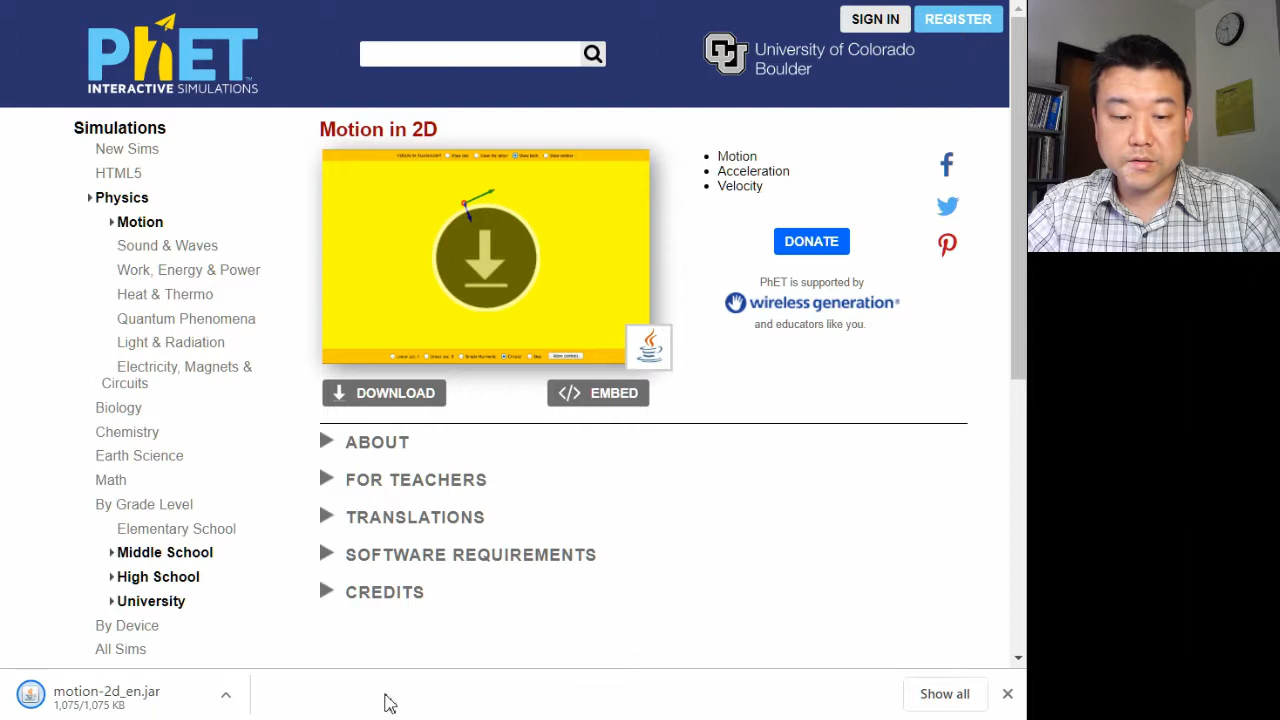 SIGN IN
REGISTER
PhET
INTERACTIVE SIMULATIONS
CU
University of Colorado
Boulder
Simulations
New Sims
HTML5
Physics
Motion
Sound & Waves
Work, Energy & Power
Heat & Thermo
Quantum Phenomena
Light & Radiation
Electricity, Magnets &
Circuits
Biology
Chemistry
Earth Science
Math
By Grade Level
Elementary School
Middle School
High School
University
By Device
All Sims
Motion in 2D
DOWNLOAD
</> EMBED
ABOUT
FOR TEACHERS
TRANSLATIONS
SOFTWARE REQUIREMENTS
CREDITS
Motion
Acceleration
Velocity
DONATE
PhET is supported by
wireless generation
and educators like you.
motion-2d_en.jar
1,075/1,075 KB
Show all